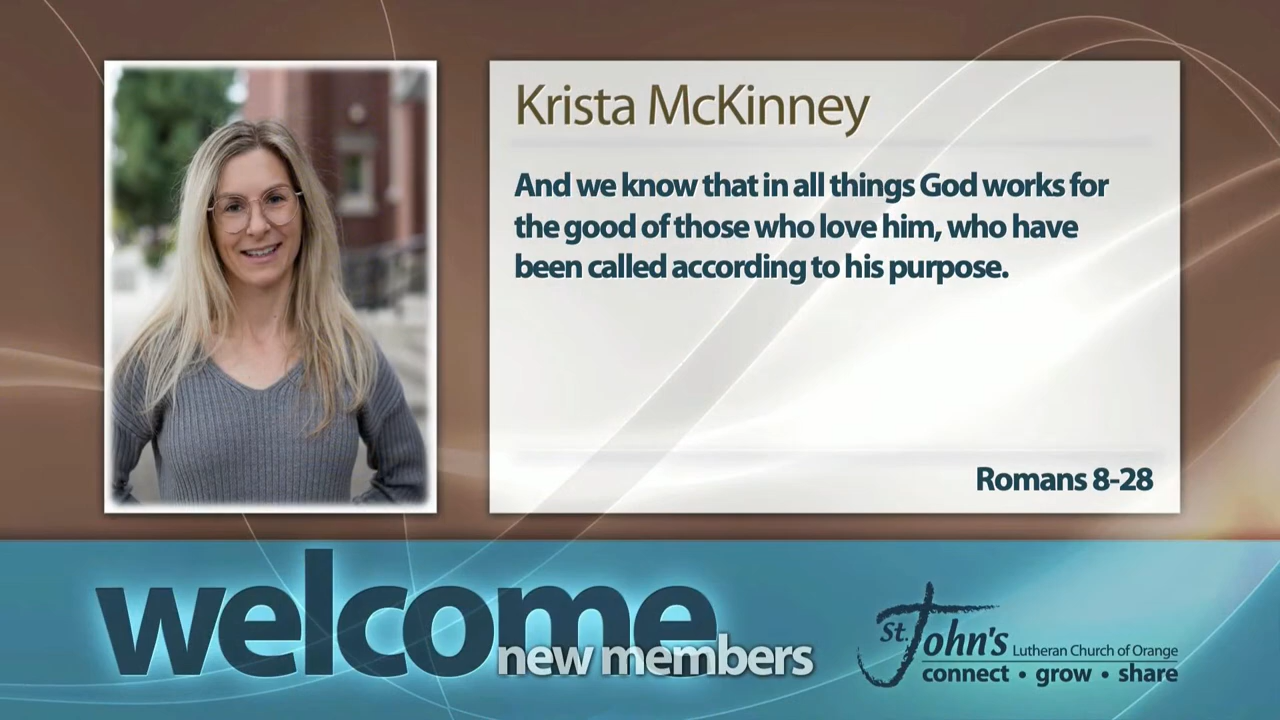 Krista McKinney
And we know that in all things God works for
the good of those who love him, who have
been called according to his purpose.
Romans 8-28
welcome
new members
St. John's
Lutheran Church of Orange
connect • grow • share